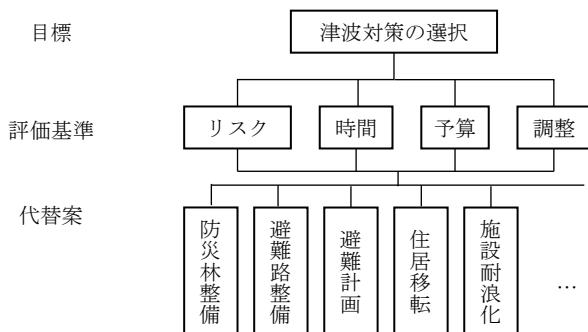 目標
津波対策の選択
評価基準
リスク
時間
予算
調整
代替案
防災林整備
避難路整備
避難計画
住居移転
施設耐浪化
…